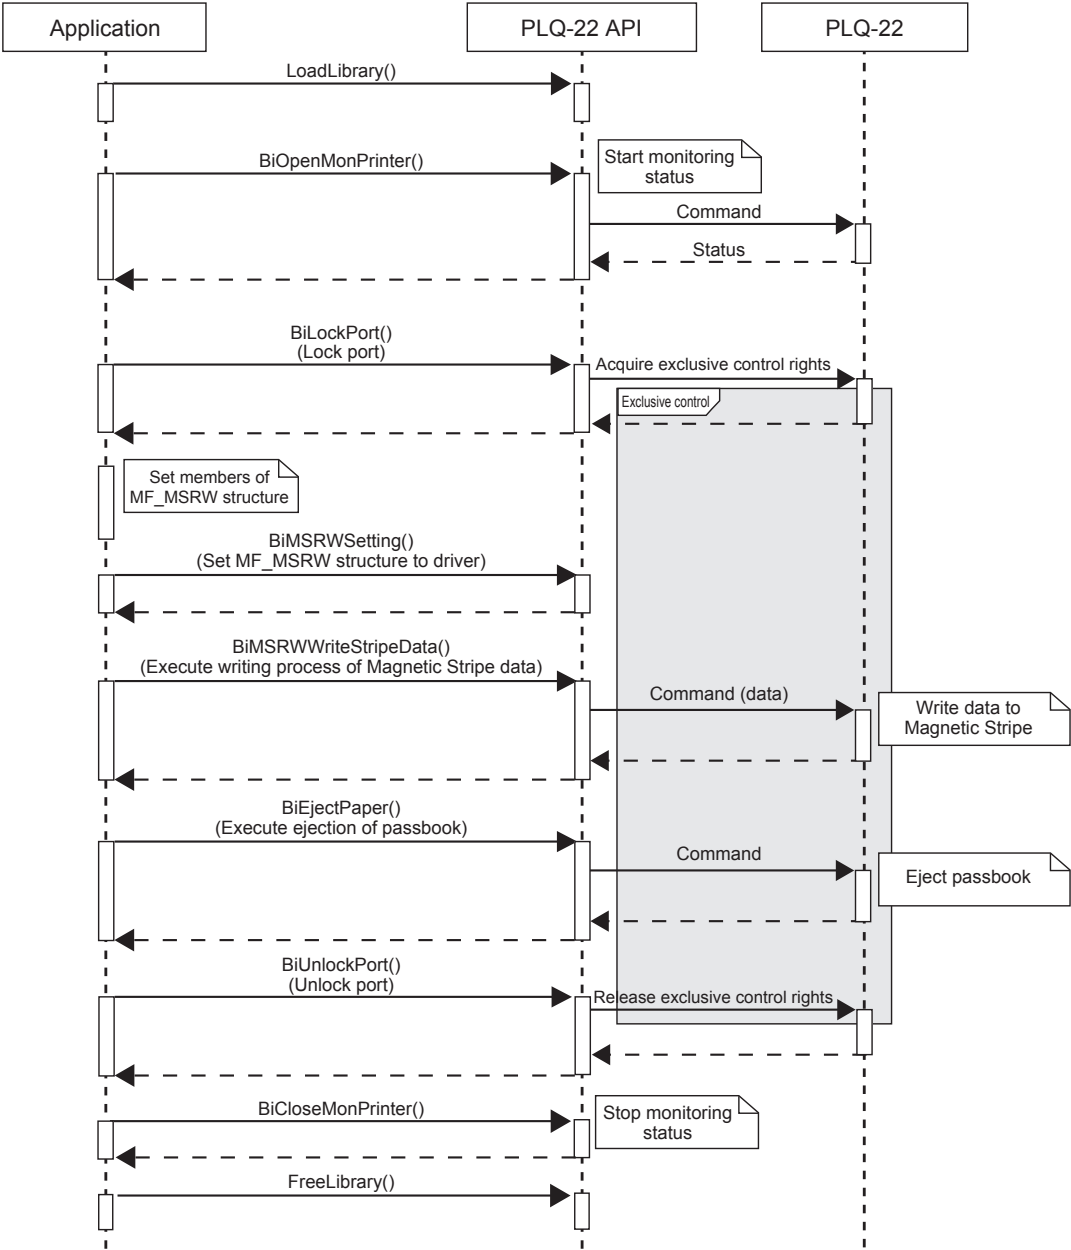 Application
PLQ-22 API
PLQ-22
LoadLibrary()
BiOpenMonPrinter()
Start monitoring
status
Command
Status
BiLockPort()
(Lock port)
Acquire exclusive control rights
Exclusive control
Set members of
MF_MSRW structure
BiMSRWSetting()
(Set MF_MSRW structure to driver)
BiMSRWWriteStripeData()
(Execute writing process of Magnetic Stripe data)
Command (data)
Write data to
Magnetic Stripe
BiEjectPaper()
(Execute ejection of passbook)
Command
Eject passbook
BiUnlockPort()
(Unlock port)
Release exclusive control rights
BiCloseMonPrinter()
Stop monitoring
status
FreeLibrary()